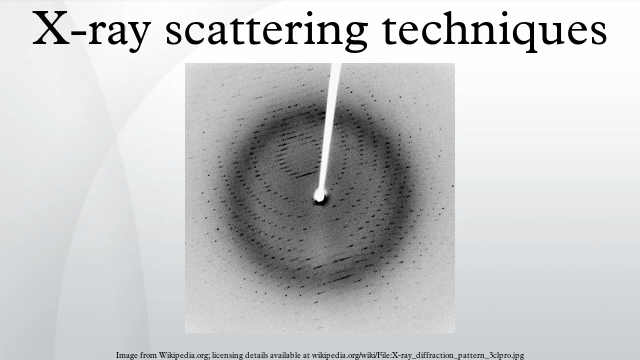 X-ray scattering techniques
Image from Wikipedia.org; licensing details available at wikipedia.org/wiki/File:X-ray_diffraction_pattern_3clpro.jpg